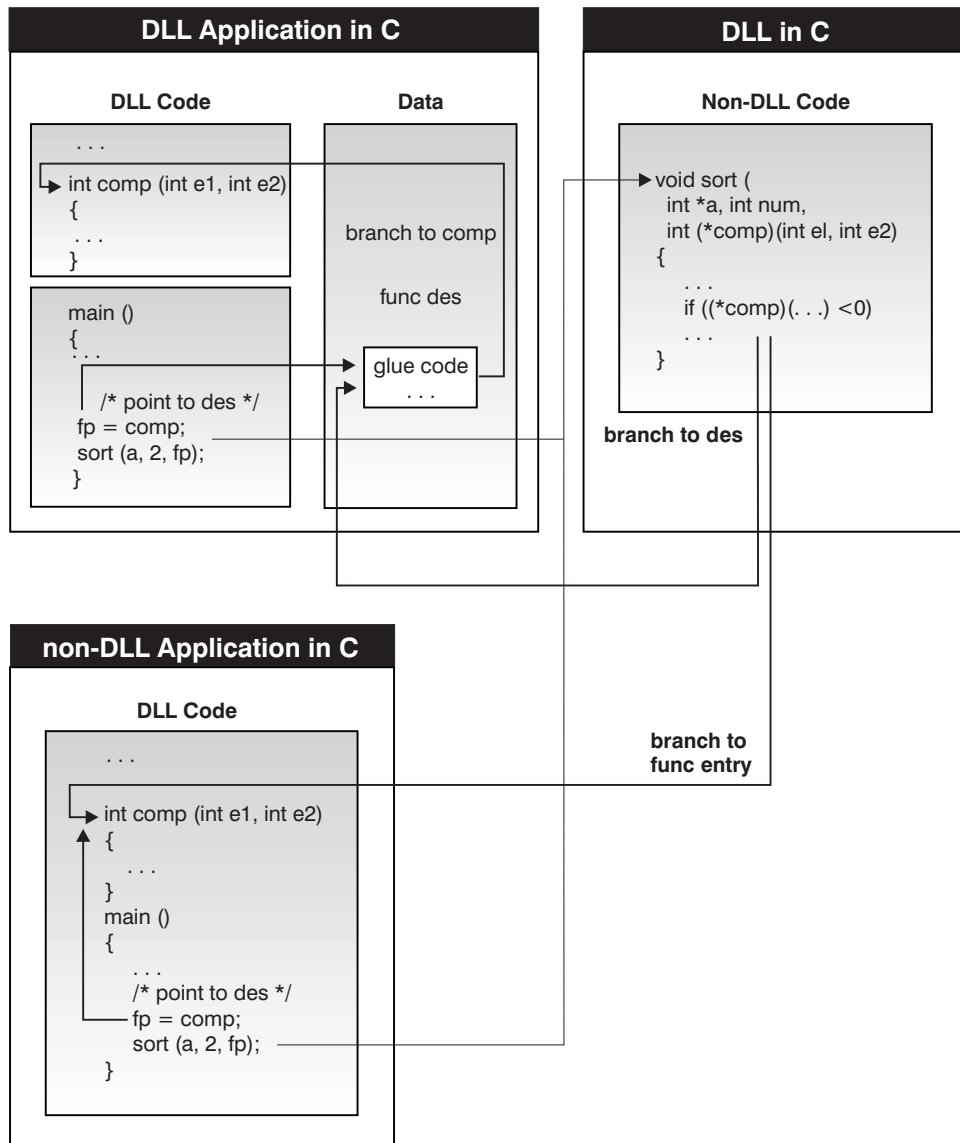 DLL Application in C
DLL Code
. . .
int comp (int e1, int e2)
{
. . .
}
main ()
{
. . .
/* point to des */
fp = comp;
sort (a, 2, fp);
}
Data
branch to comp
func des
glue code
. . .
DLL in C
Non-DLL Code
void sort (
int *a, int num,
int (*comp)(int el, int e2)
{
. . .
if ((*comp)(. . .) <0)
. . .
}
branch to des
non-DLL Application in C
DLL Code
. . .
int comp (int e1, int e2)
{
. . .
}
main ()
{
. . .
/* point to des */
fp = comp;
sort (a, 2, fp);
}
branch to
func entry